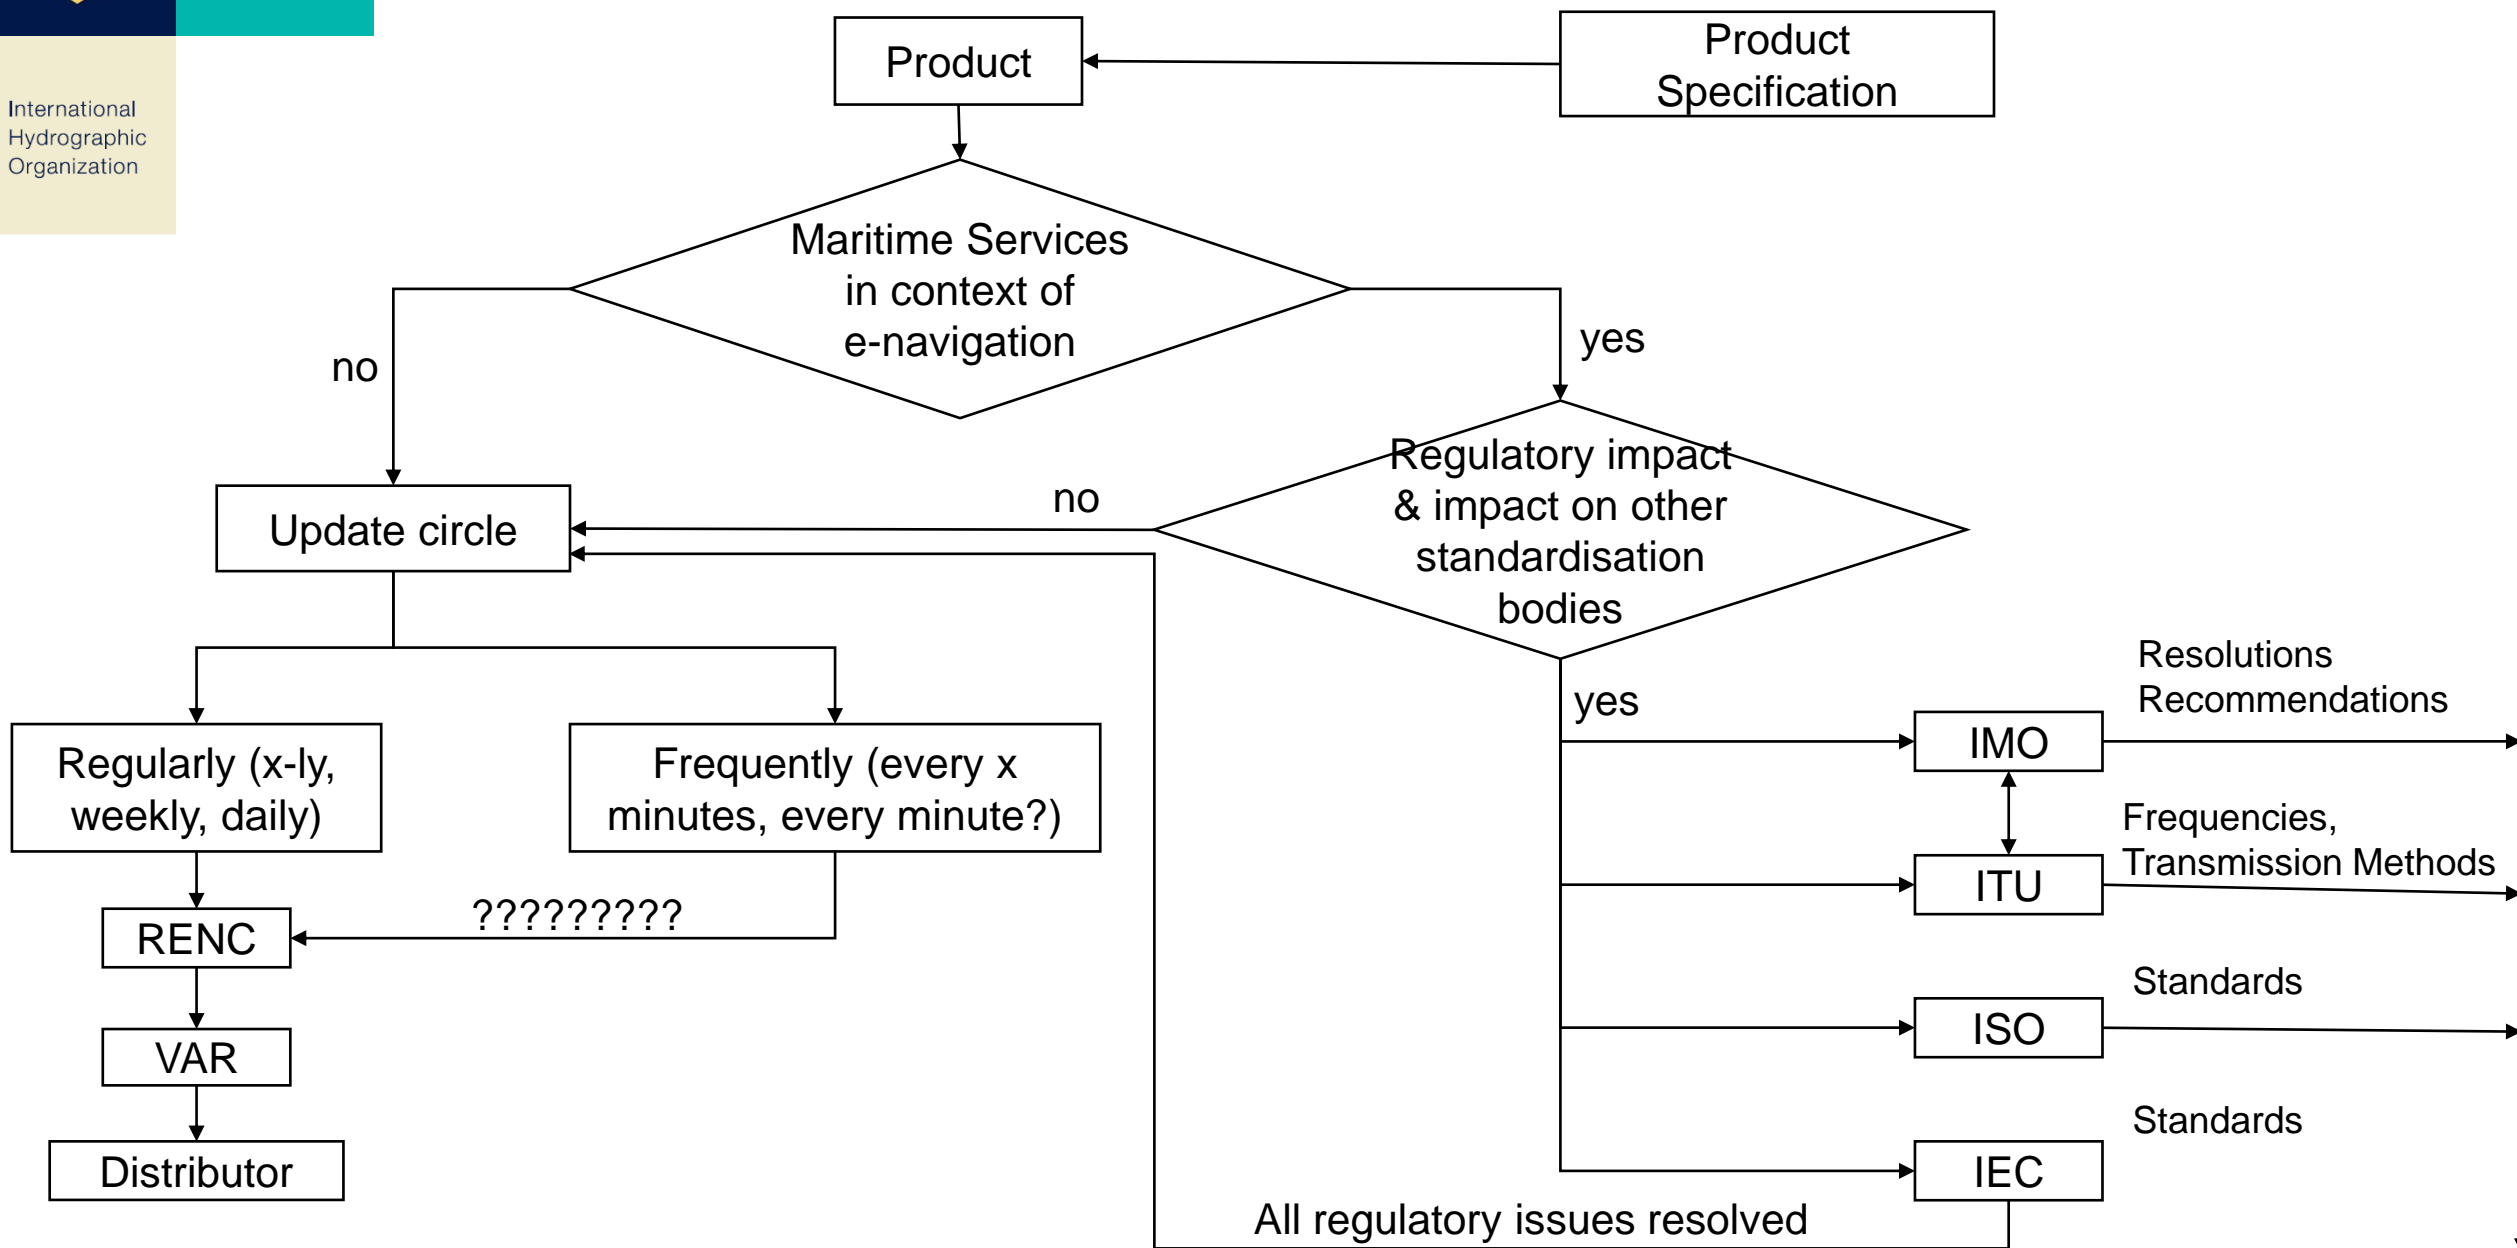 International
Hydrographic
Organization
Product
Product
Specification
Maritime Services
in context of
e-navigation
no
yes
Regulatory impact
& impact on other
standardisation
bodies
no
Update circle
yes
Resolutions
Recommendations
IMO
Regularly (x-ly,
weekly, daily)
Frequently (every x
minutes, every minute?)
Frequencies,
Transmission Methods
ITU
?????????
RENC
Standards
ISO
VAR
Standards
IEC
Distributor
All regulatory issues resolved